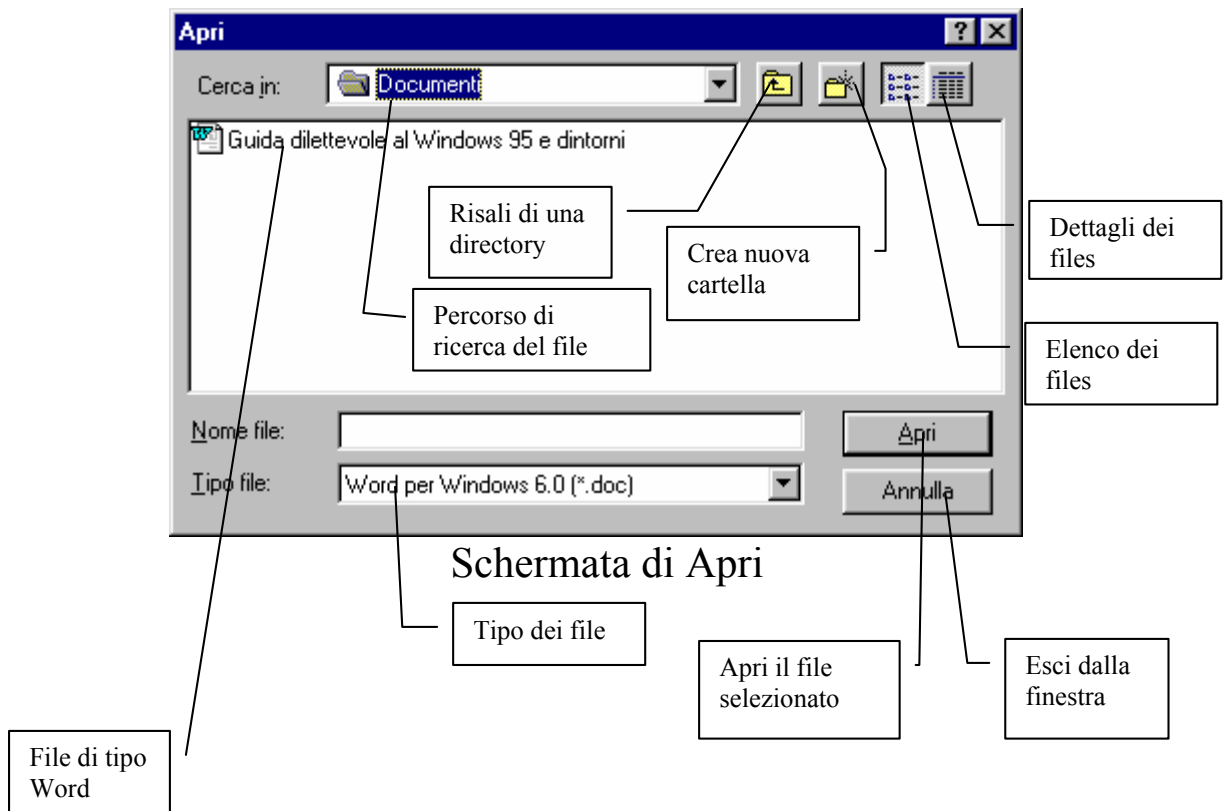 Apri
Cerca in:
Documenti
Guida dilettevole al Windows 95 e dintorni
Risali di una
directory
Crea nuova
cartella
Dettagli dei
files
Percorso di
ricerca del file
Elenco dei
files
Nome file:
Apri
Tipo file:
Word per Windows 6.0 (*.doc)
Annulla
Schermata di Apri
Tipo dei file
Apri il file
selezionato
Esci dalla
finestra
File di tipo
Word